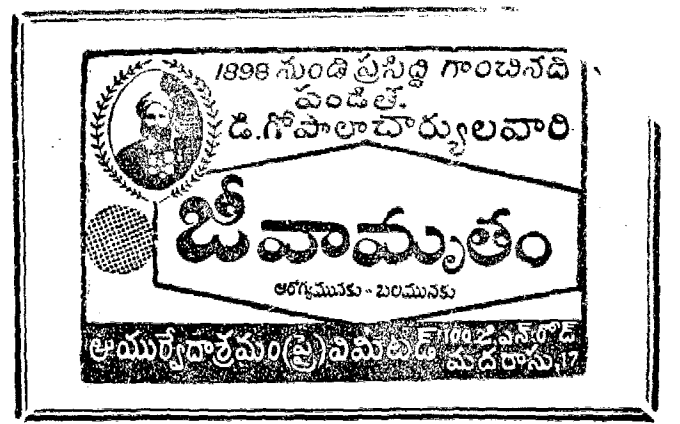 1898 నుండి ప్రసిద్ధి గాంచినది
పండిత.
డి.గోపాలాచార్యులవారి
జీవామృతం
ఆరోగ్యమునకు - బలమునకు
ఆయుర్వేదాశ్రమం(ప్రై)లిమిటెడ్ 100 జి ఎన్ రోడ్
మదరాసు.17